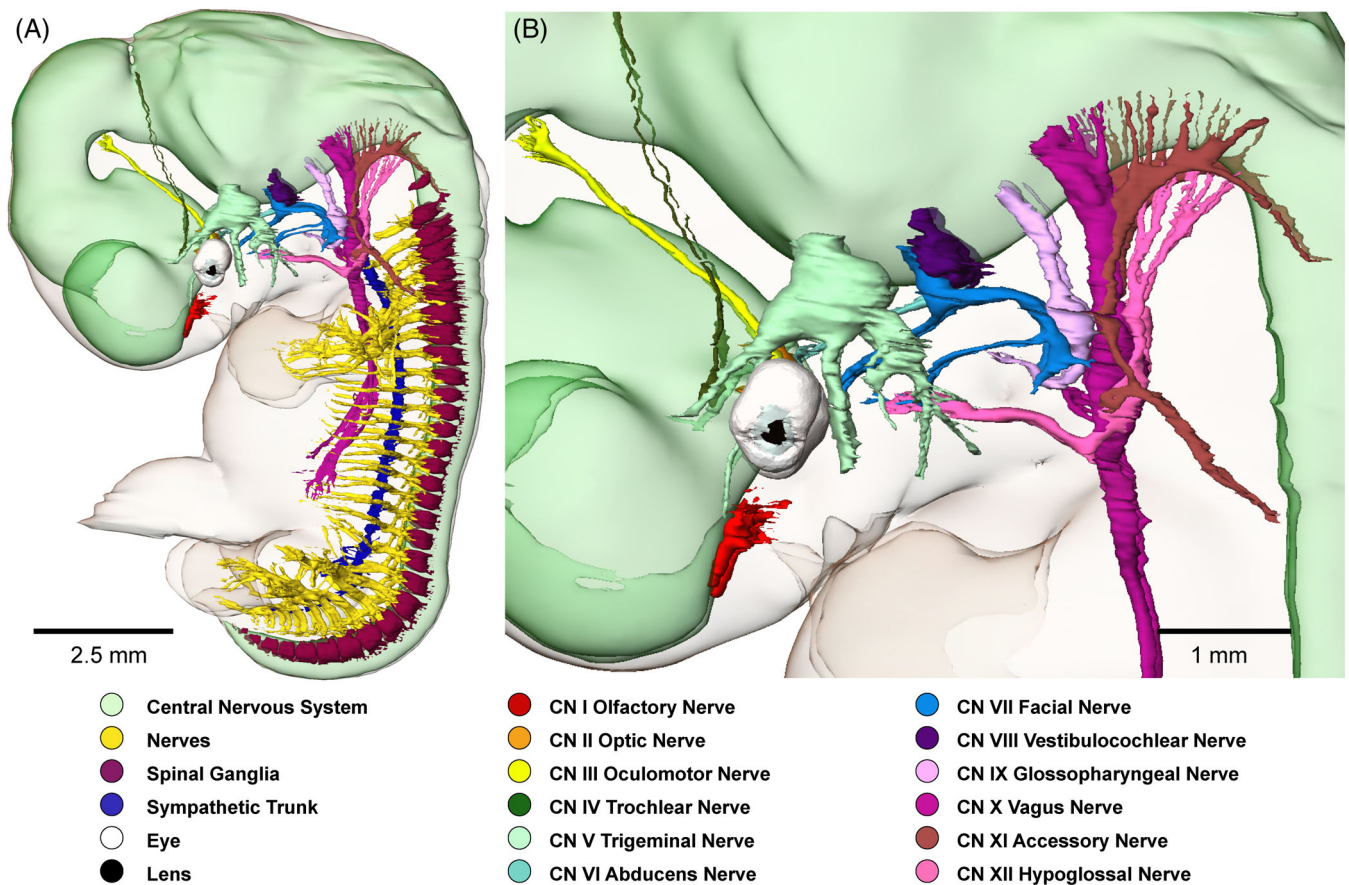 (A)
(B)
2.5 mm
1 mm
Central Nervous System
Nerves
Spinal Ganglia
Sympathetic Trunk
Eye
Lens
CN I Olfactory Nerve
CN II Optic Nerve
CN III Oculomotor Nerve
CN IV Trochlear Nerve
CN V Trigeminal Nerve
CN VI Abducens Nerve
CN VII Facial Nerve
CN VIII Vestibulocochlear Nerve
CN IX Glossopharyngeal Nerve
CN X Vagus Nerve
CN XI Accessory Nerve
CN XII Hypoglossal Nerve